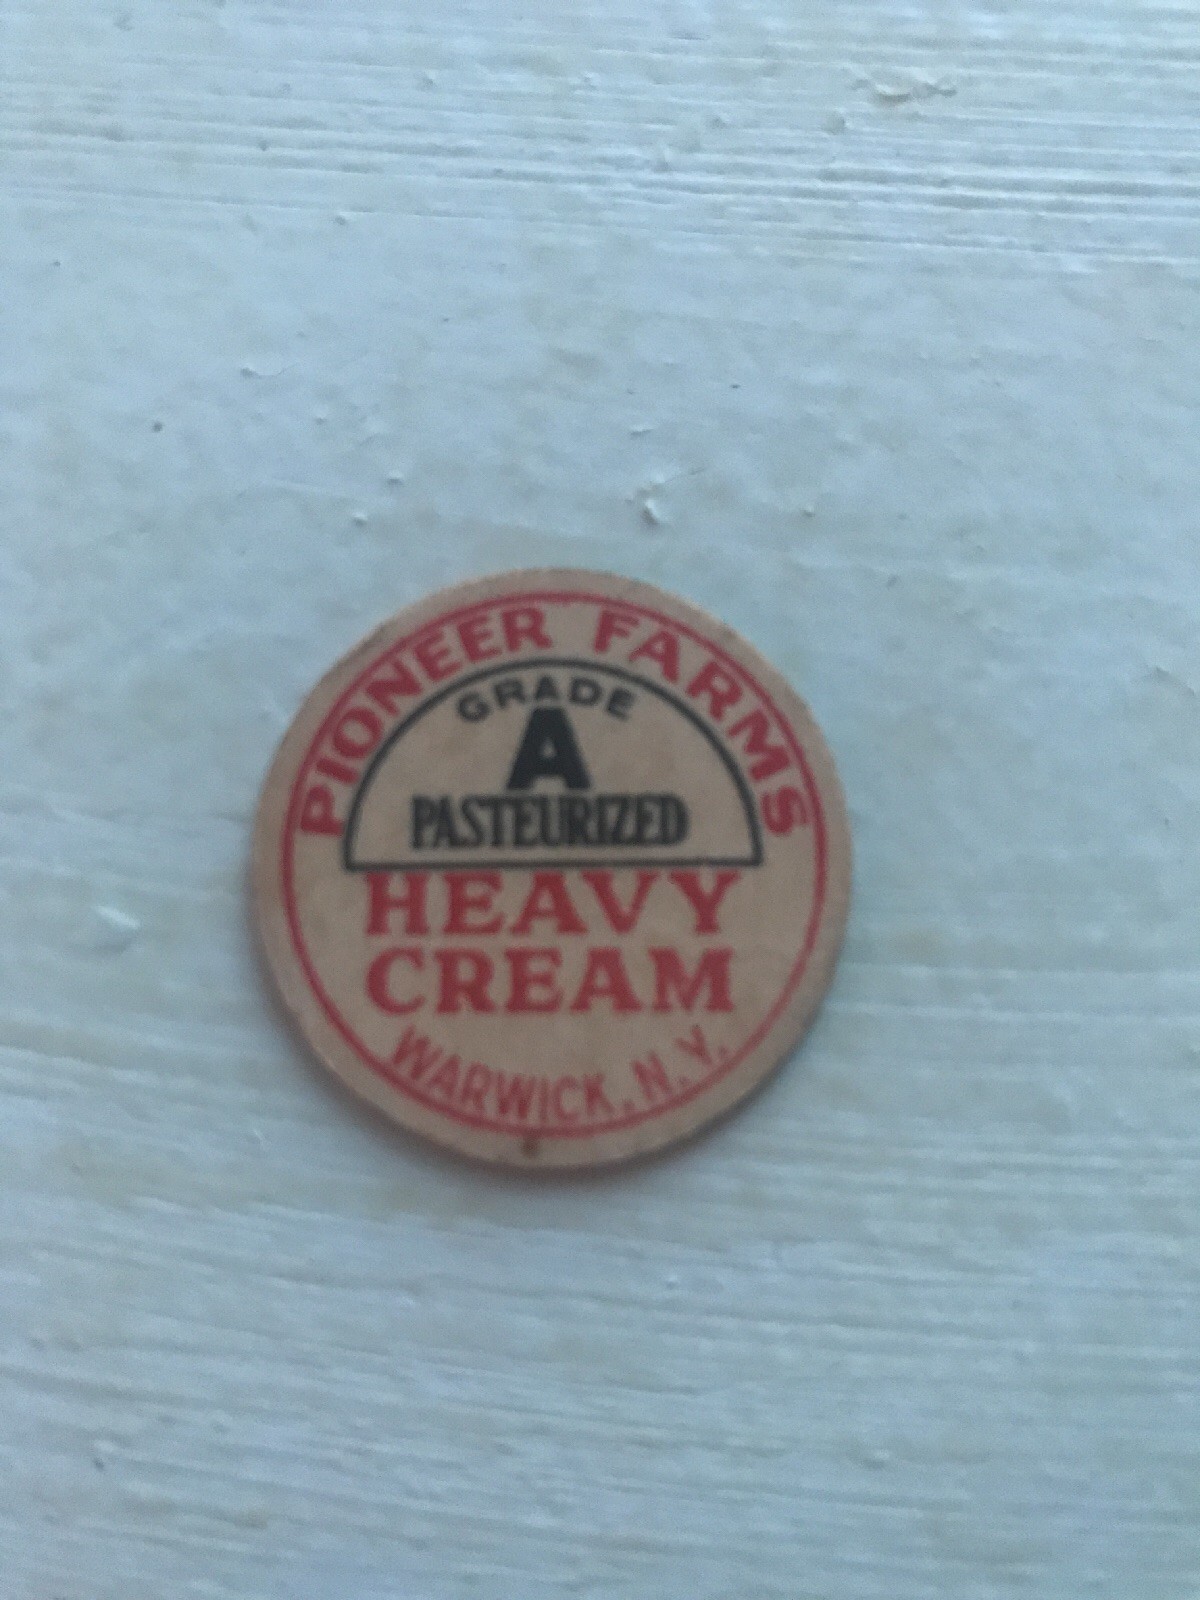 PIONEER FARMS
GRADE
A
PASTEURIZED
HEAVY
CREAM
WARWICK, N. Y.